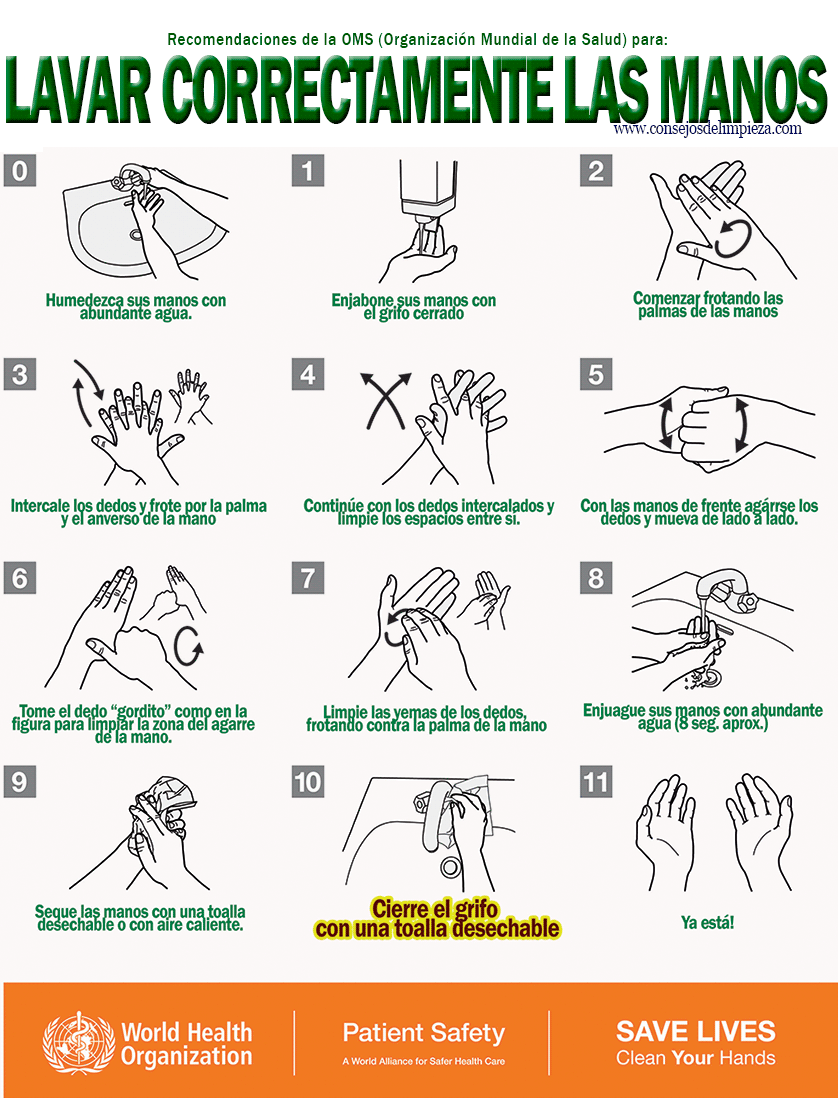 Recomendaciones de la OMS (Organización Mundial de la Salud) para:
LAVAR CORRECTAMENTE LAS MANOS
www.consejosdelimpieza.com
0
Humedezca sus manos con
abundante agua.
1
Enjabone sus manos con
el grifo cerrado
2
Comenzar frotando las
palmas de las manos
3
Intercale los dedos y frote por la palma
y el anverso de la mano
4
Continúe con los dedos intercalados y
limpie los espacios entre si.
5
Con las manos de frente agárrse los
dedos y mueva de lado a lado.
6
Tome el dedo “gordito” como en la
figura para limpiar la zona del agarre
de la mano.
7
Limpie las yemas de los dedos,
frotando contra la palma de la mano
8
Enjuague sus manos con abundante
agua (8 seg. aprox.)
9
Seque las manos con una toalla
desechable o con aire caliente.
10
Cierre el grifo
con una toalla desechable
11
Ya está!
World Health
Organization
Patient Safety
A World Alliance for Safer Health Care
SAVE LIVES
Clean Your Hands